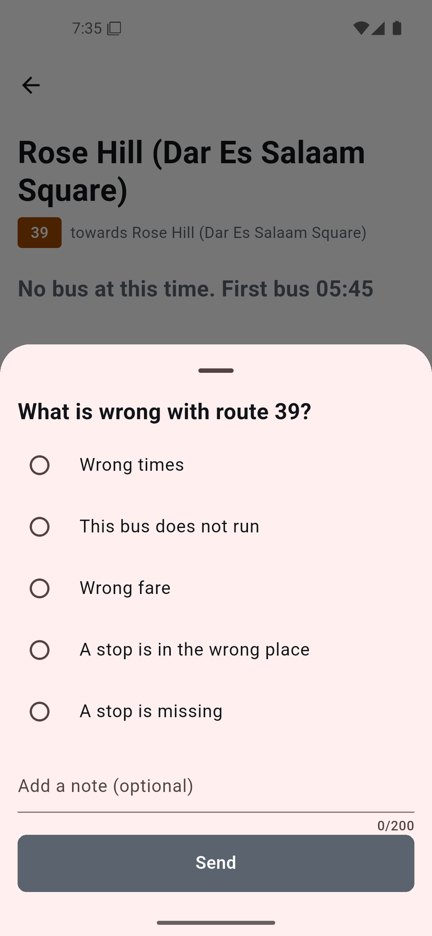 7:35
Rose Hill (Dar Es Salaam
Square)
39 towards Rose Hill (Dar Es Salaam Square)
No bus at this time. First bus 05:45
What is wrong with route 39?
Wrong times
This bus does not run
Wrong fare
A stop is in the wrong place
A stop is missing
Add a note (optional)
0/200
Send